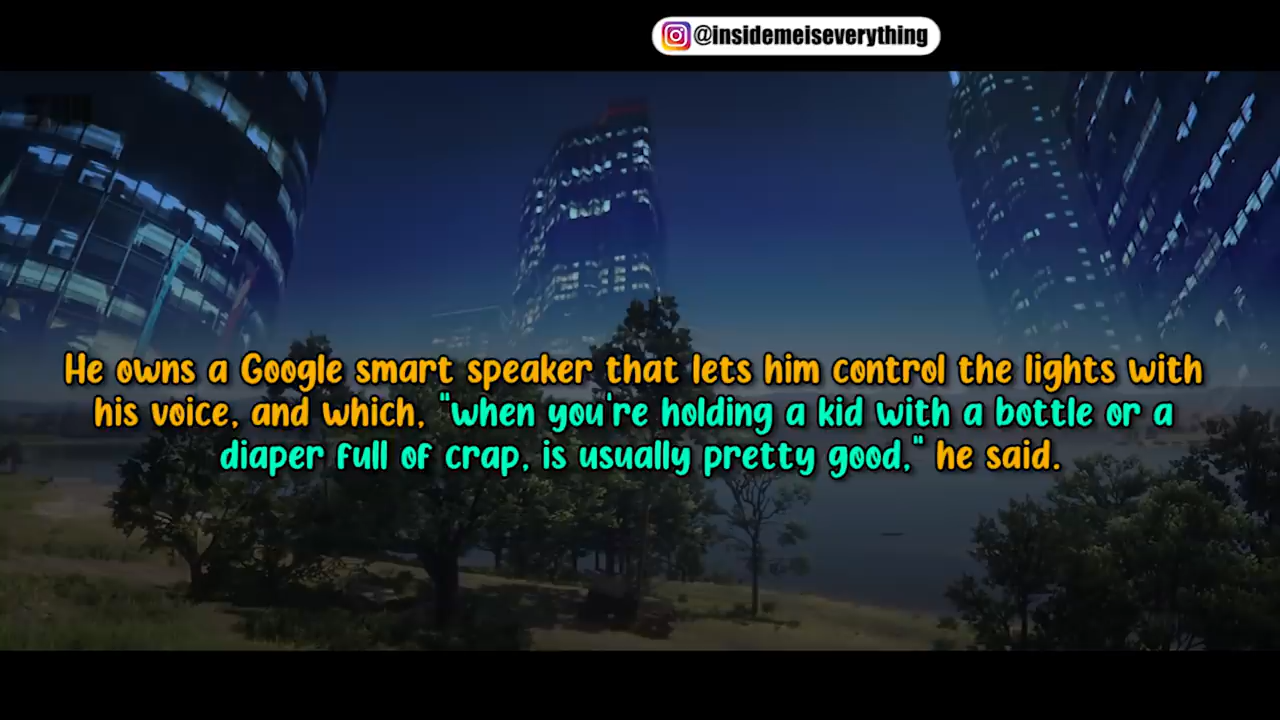 @insidemeiseverything
He owns a Google smart speaker that lets him control the lights with
his voice, and which, "when you're holding a kid with a bottle or a
diaper full of crap, is usually pretty good," he said.